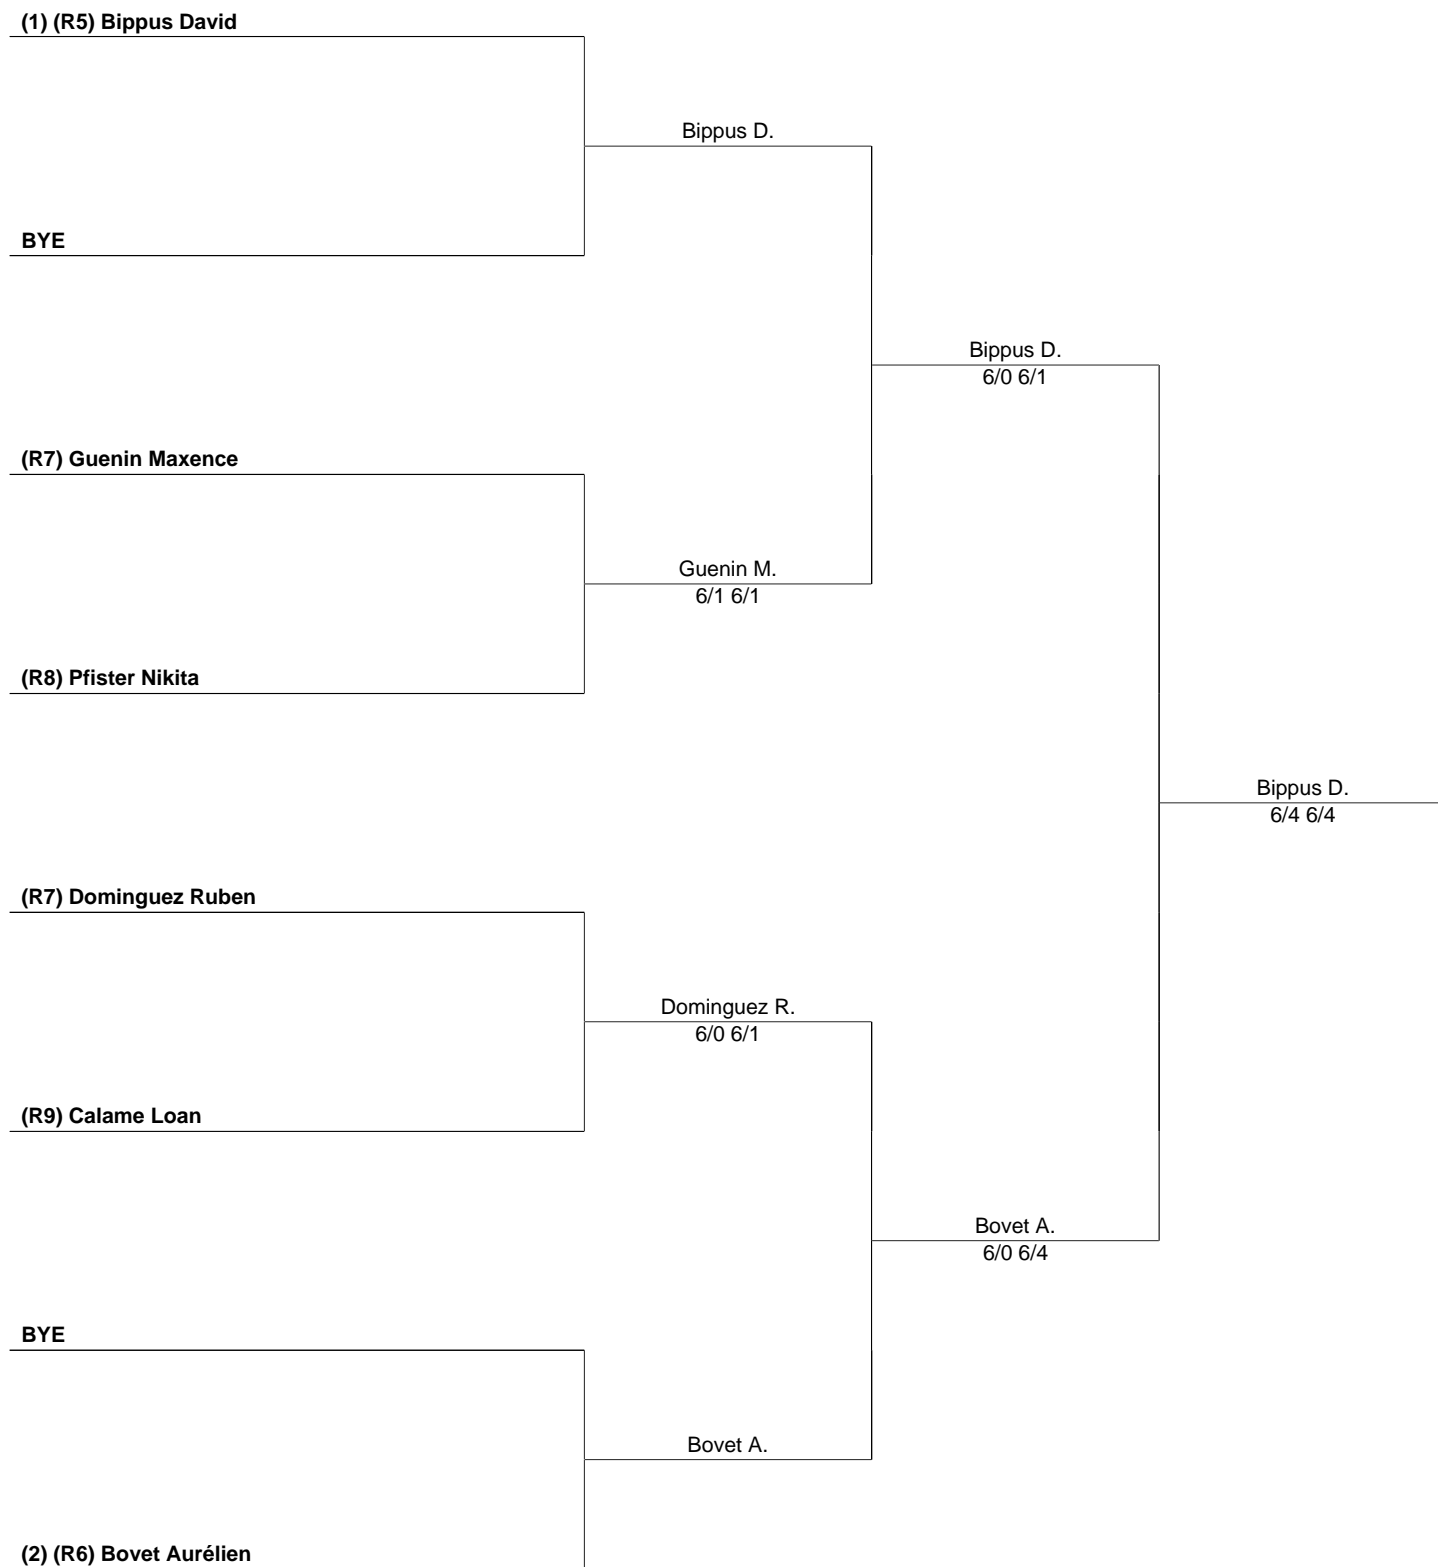 (1) (R5) Bippus David
Bippus D.
BYE
Bippus D.
6/0 6/1
(R7) Guenin Maxence
Guenin M.
6/1 6/1
(R8) Pfister Nikita
Bippus D.
6/4 6/4
(R7) Dominguez Ruben
Dominguez R.
6/0 6/1
(R9) Calame Loan
Bovet A.
6/0 6/4
BYE
Bovet A.
(2) (R6) Bovet Aurélien